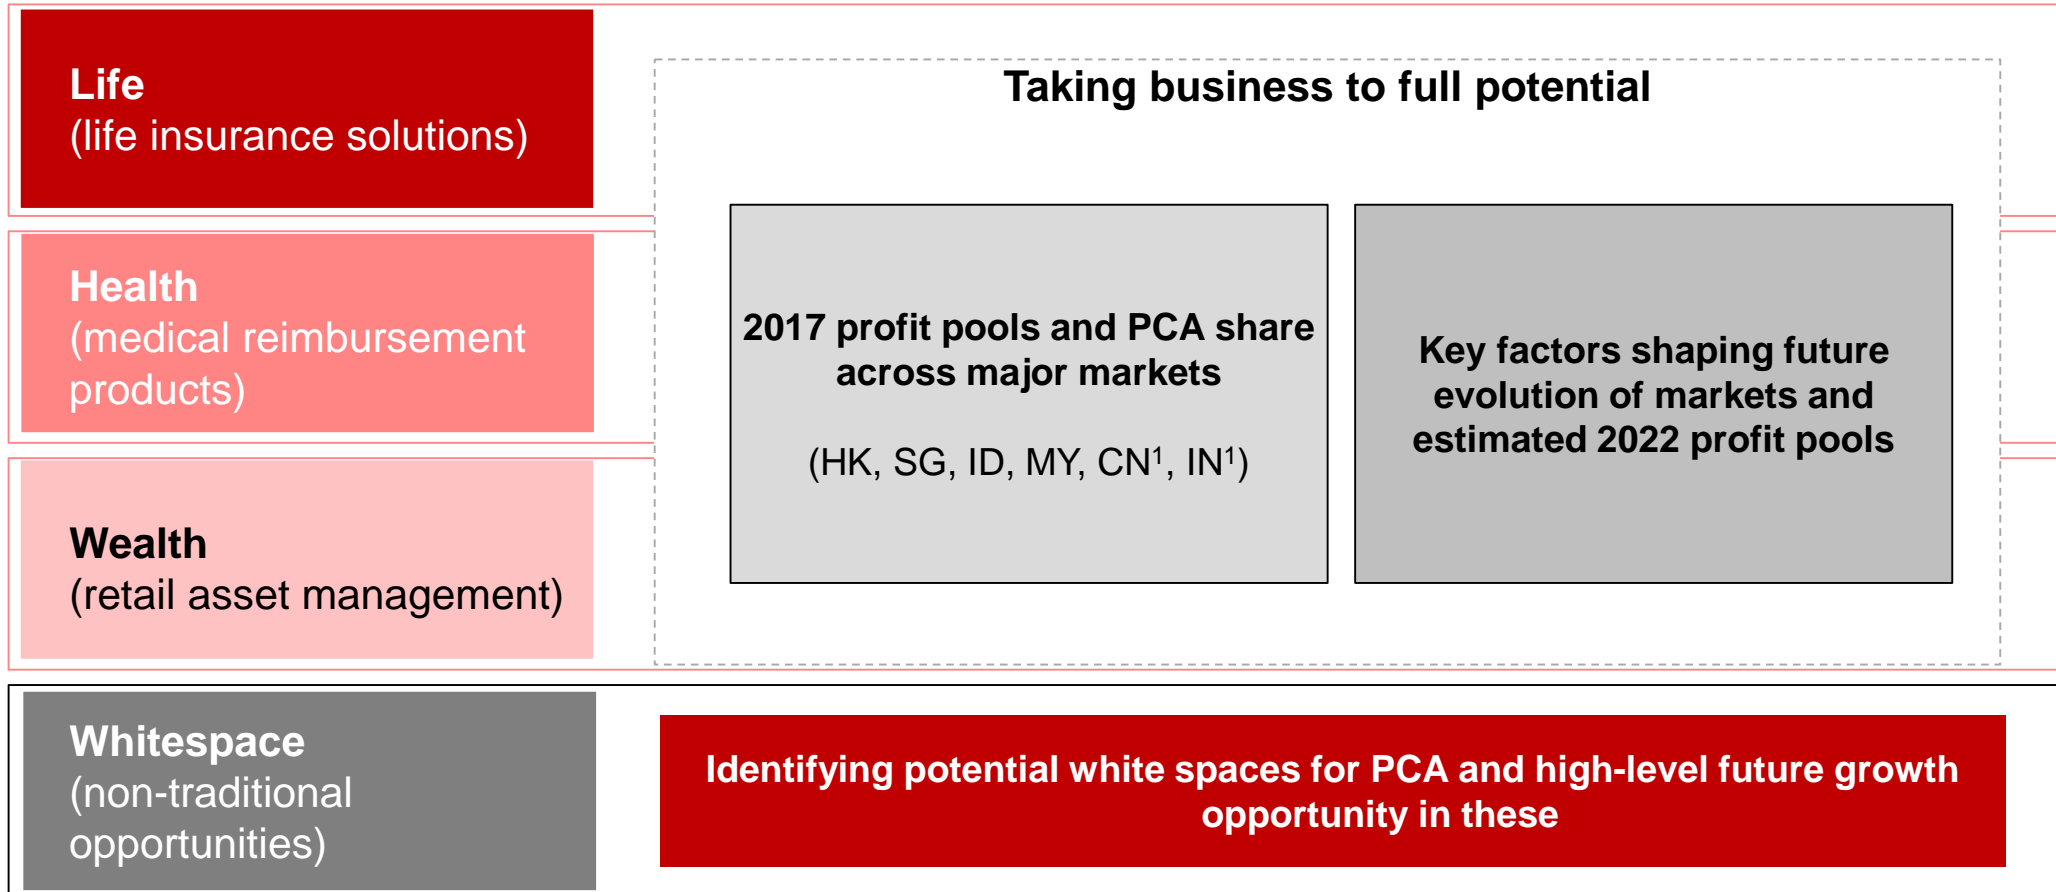 Life
(life insurance solutions)
Taking business to full potential
Health
(medical reimbursement
products)
2017 profit pools and PCA share
across major markets
(HK, SG, ID, MY, CN¹, IN¹)
Key factors shaping future
evolution of markets and
estimated 2022 profit pools
Wealth
(retail asset management)
Whitespace
(non-traditional
opportunities)
Identifying potential white spaces for PCA and high-level future growth
opportunity in these